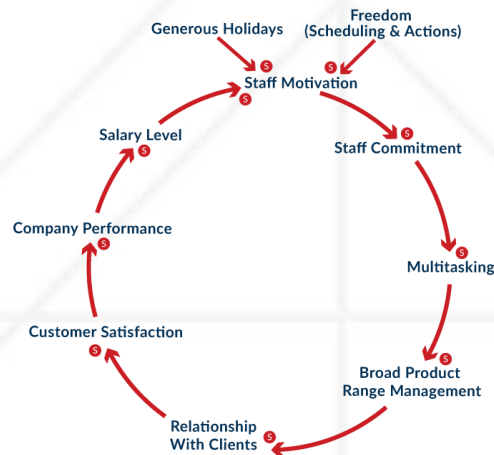 Generous Holidays
Freedom
(Scheduling & Actions)
S
S
Staff Motivation
S
S
Staff Commitment
Salary Level
S
S
Multitasking
Company Performance
S
Customer Satisfaction
S
S
Broad Product
Range Management
Relationship
With Clients
S